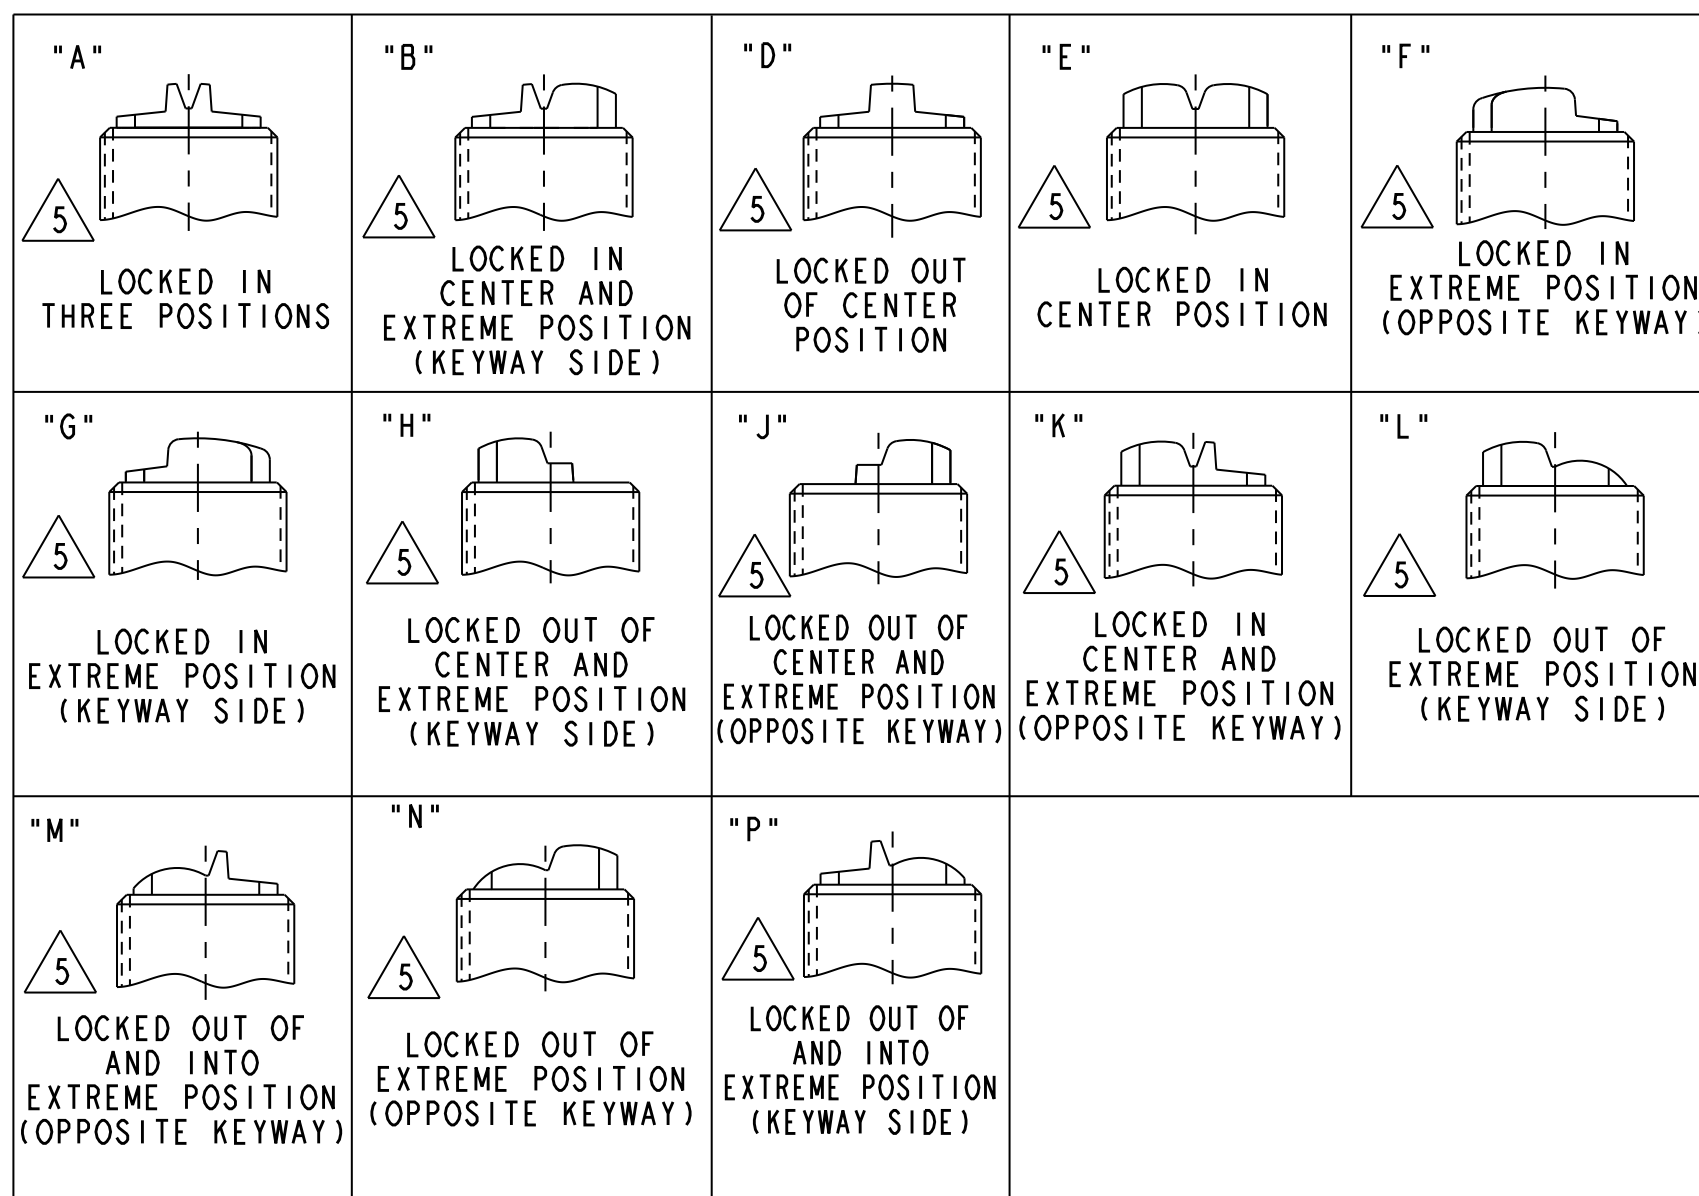 "A"
5
LOCKED IN
THREE POSITIONS
"B"
5
LOCKED IN
CENTER AND
EXTREME POSITION
(KEYWAY SIDE)
"D"
5
LOCKED OUT
OF CENTER
POSITION
"E"
5
LOCKED IN
CENTER POSITION
"F"
5
LOCKED IN
EXTREME POSITION
(OPPOSITE KEYWAY)
"G"
5
LOCKED IN
EXTREME POSITION
(KEYWAY SIDE)
"H"
5
LOCKED OUT OF
CENTER AND
EXTREME POSITION
(KEYWAY SIDE)
"J"
5
LOCKED OUT OF
CENTER AND
EXTREME POSITION
(OPPOSITE KEYWAY)
"K"
5
LOCKED IN
CENTER AND
EXTREME POSITION
(OPPOSITE KEYWAY)
"L"
5
LOCKED OUT OF
EXTREME POSITION
(KEYWAY SIDE)
"M"
5
LOCKED OUT OF
AND INTO
EXTREME POSITION
(OPPOSITE KEYWAY)
"N"
5
LOCKED OUT OF
EXTREME POSITION
(OPPOSITE KEYWAY)
"P"
5
LOCKED OUT OF
AND INTO
EXTREME POSITION
(KEYWAY SIDE)